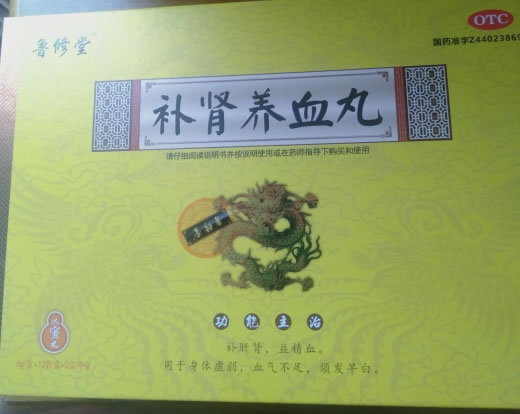 鲁修堂
OTC
国药准字Z44023869
补肾养血丸
请仔细阅读说明书并按说明使用或在药师指导下购买和使用
功能主治
补肝肾，益精血。
用于身体虚弱，血气不足，须发早白。